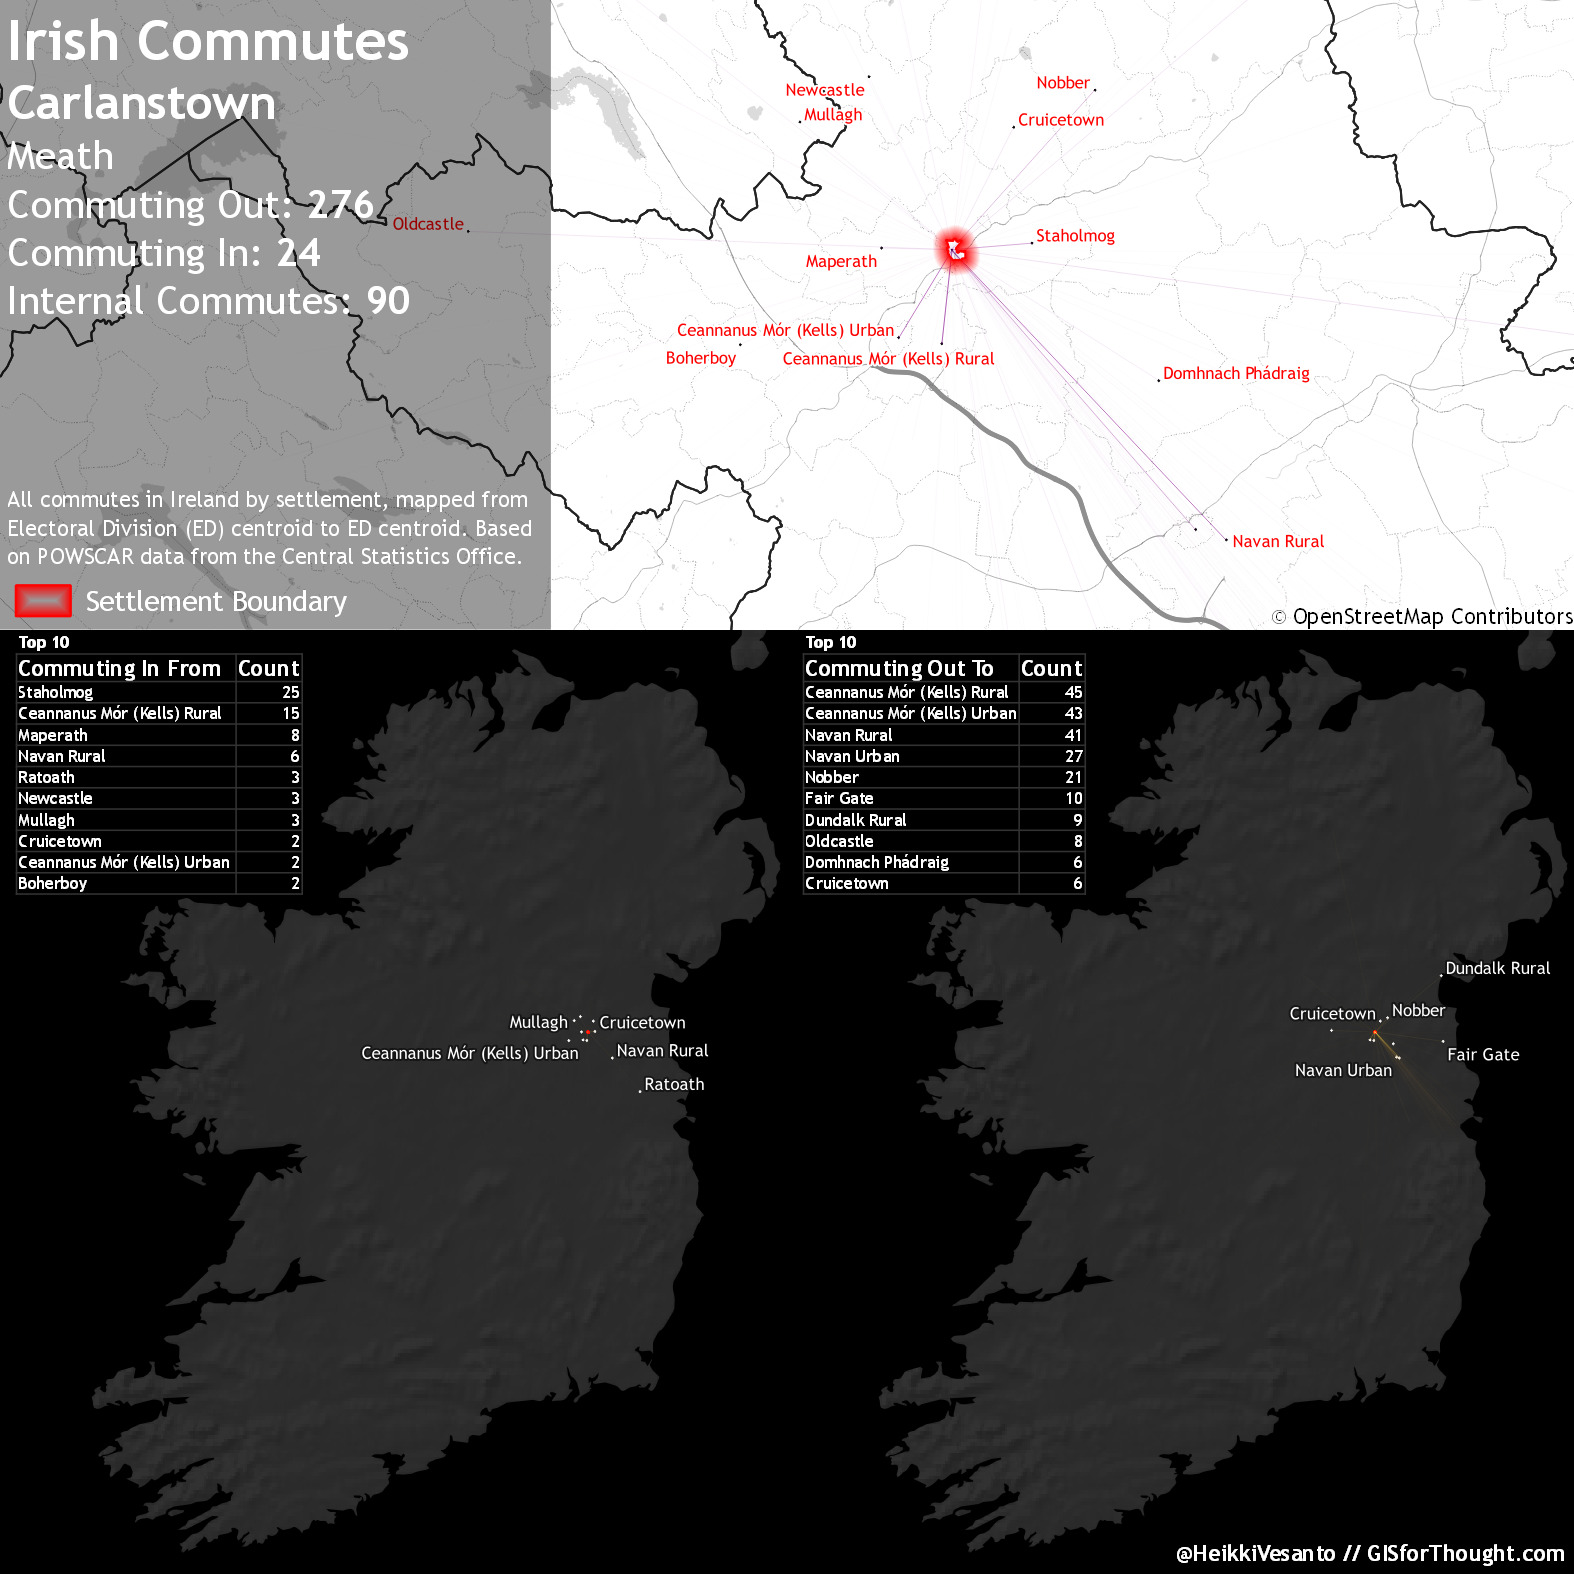 Irish Commutes
Carlanstown
Meath
Commuting Out: 276
Commuting In: 24
Internal Commutes: 90
All commutes in Ireland by settlement, mapped from
Electoral Division (ED) centroid to ED centroid. Based
on POWSCAR data from the Central Statistics Office.
Settlement Boundary
Oldcastle
Newcastle
Mullagh
Nobber
Cruicetown
Staholmog
Maperath
Ceannanus Mór (Kells) Urban
Boherboy
Ceannanus Mór (Kells) Rural
Domhnach Phádraig
Navan Rural
© OpenStreetMap Contributors
Top 10
Commuting In From Count
Staholmog 25
Ceannanus Mór (Kells) Rural 15
Maperath 8
Navan Rural 6
Ratoath 3
Newcastle 3
Mullagh 3
Cruicetown 2
Ceannanus Mór (Kells) Urban 2
Boherboy 2
Mullagh
Cruicetown
Ceannanus Mór (Kells) Urban
Navan Rural
Ratoath
Top 10
Commuting Out To Count
Ceannanus Mór (Kells) Rural 45
Ceannanus Mór (Kells) Urban 43
Navan Rural 41
Navan Urban 27
Nobber 21
Fair Gate 10
Dundalk Rural 9
Oldcastle 8
Domhnach Phádraig 6
Cruicetown 6
Dundalk Rural
Cruicetown
Nobber
Fair Gate
Navan Urban
@HeikkiVesanto // GISforThought.com